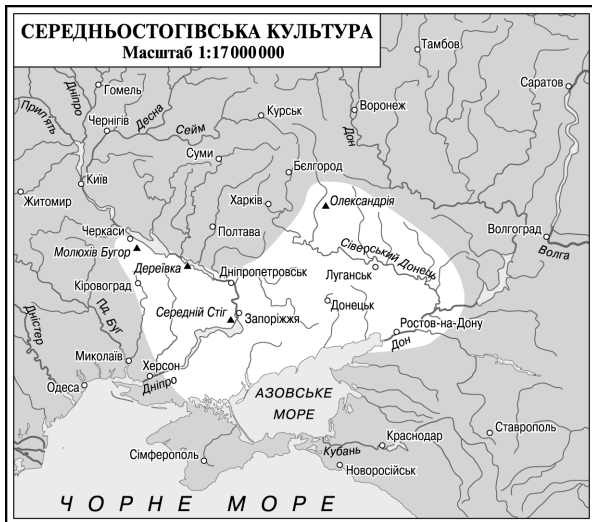 СЕРЕДНЬОСТОГІВСЬКА КУЛЬТУРА
Масштаб 1:17 000 000
Тамбов
Дніпро
Гомель
Саратов
Прип'ять
Десна
Чернігів
Сейм
Курськ
Воронеж
Дон
Суми
Бєлгород
Київ
Житомир
Харків
Олександрія
Черкаси
Полтава
Волгоград
Волга
Молюхів Бугор
Сіверський Донець
Дереївка
Луганськ
Дніпропетровськ
Кіровоград
Середній Стіг
Донецьк
Запоріжжя
Дністер
Пд. Буг
Ростов-на-Дону
Дон
Миколаїв
Херсон
Дніпро
Одеса
АЗОВСЬКЕ
МОРЕ
Ставрополь
Краснодар
Кубань
Сімферополь
Новоросійськ
ЧОРНЕ МОРЕ